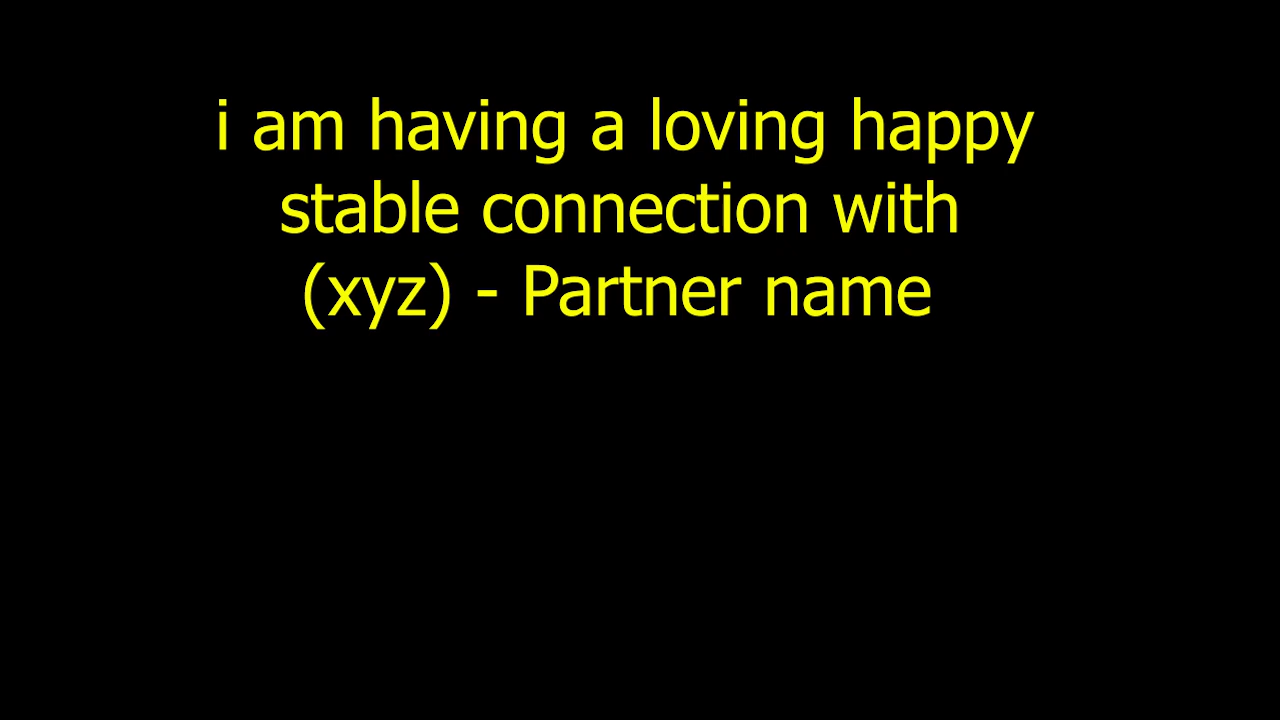 i am having a loving happy
stable connection with
(xyz) - Partner name